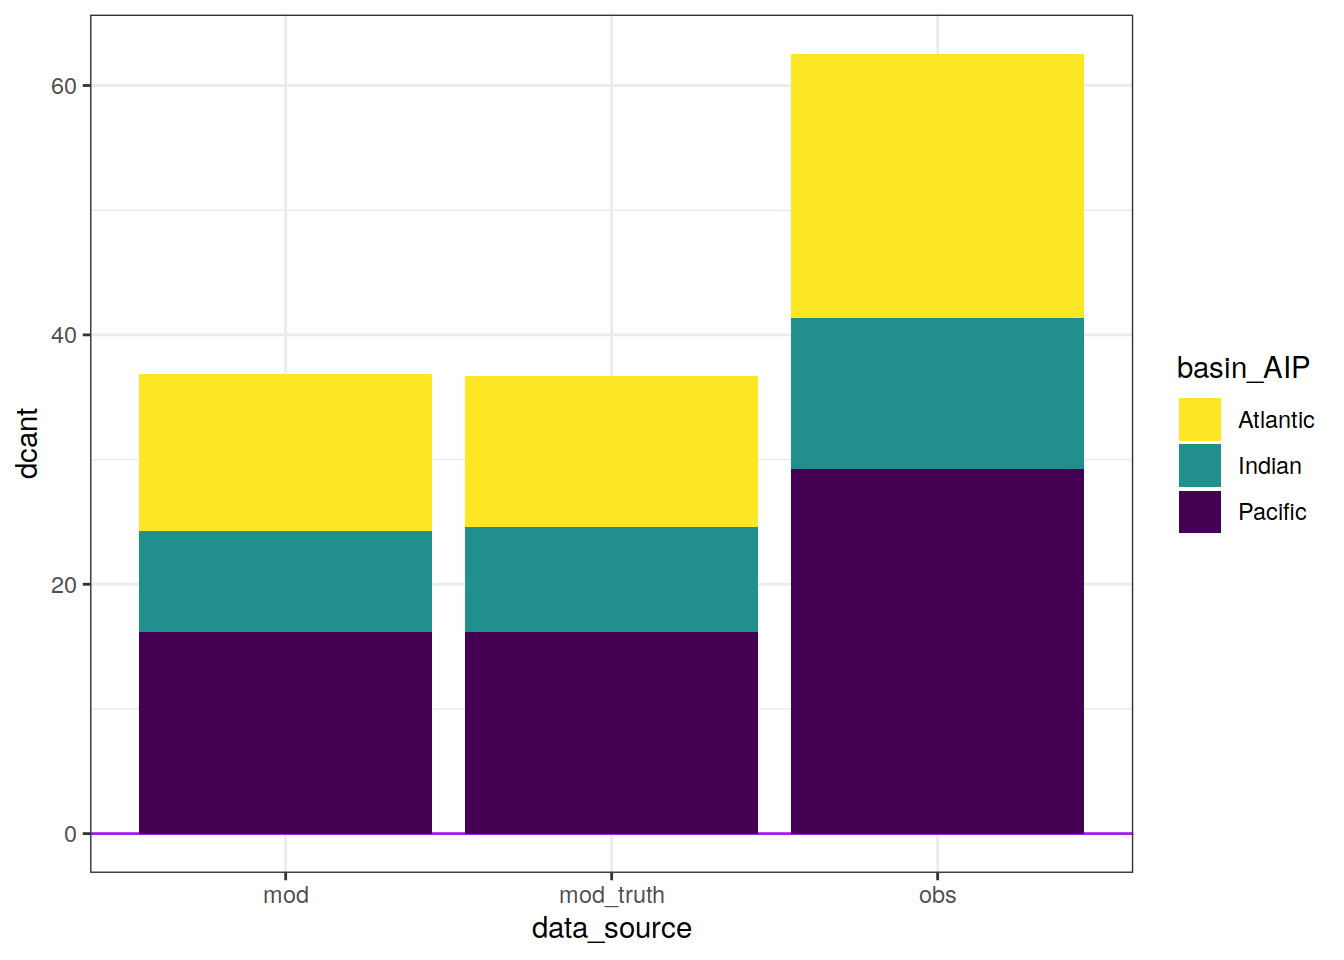 60
40
20
0
dcant
mod
mod_truth
obs
data_source
basin_AIP
Atlantic
Indian
Pacific